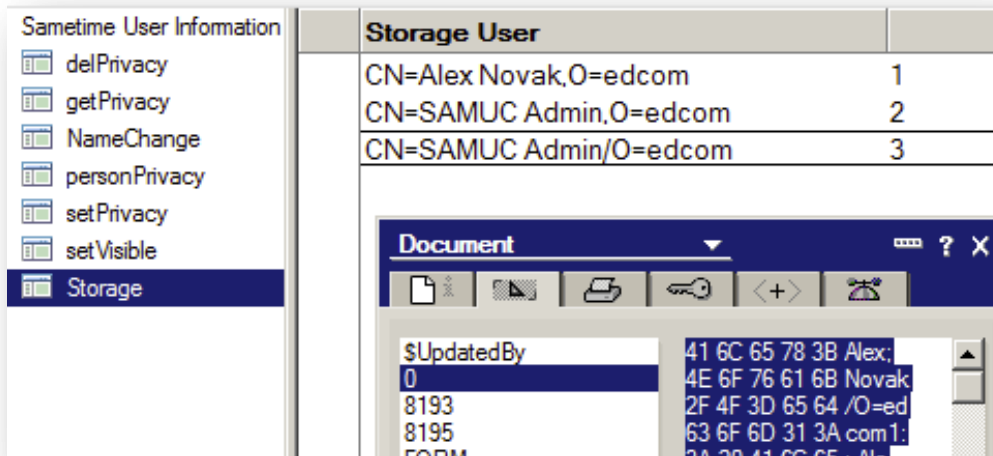 Sametime User Information
delPrivacy
getPrivacy
NameChange
personPrivacy
setPrivacy
setVisible
Storage
Storage User
CN=Alex Novak,O=edcom 1
CN=SAMUC Admin,O=edcom 2
CN=SAMUC Admin/O=edcom 3
Document
? X
<+>
$UpdatedBy
0
8193
8195
FORM
41 6C 65 78 3B Alex;
4E 6F 76 61 6B Novak
2F 4F 3D 65 64 /O=ed
63 6F 6D 31 3A com1: